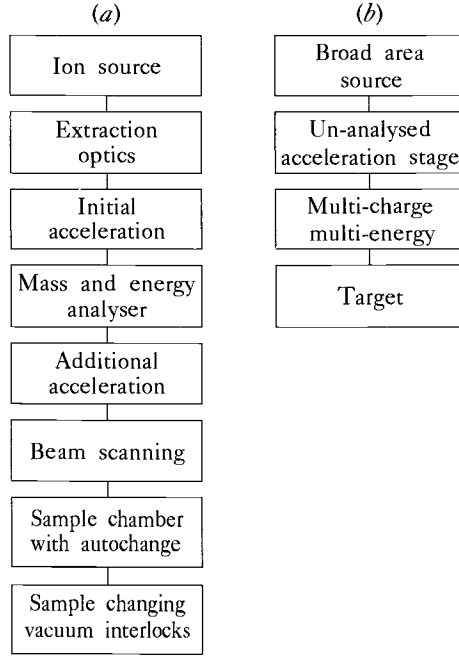 (a)
Ion source
Extraction
optics
Initial
acceleration
Mass and energy
analyser
Additional
acceleration
Beam scanning
Sample chamber
with autochange
Sample changing
vacuum interlocks
(b)
Broad area
source
Un-analysed
acceleration stage
Multi-charge
multi-energy
Target